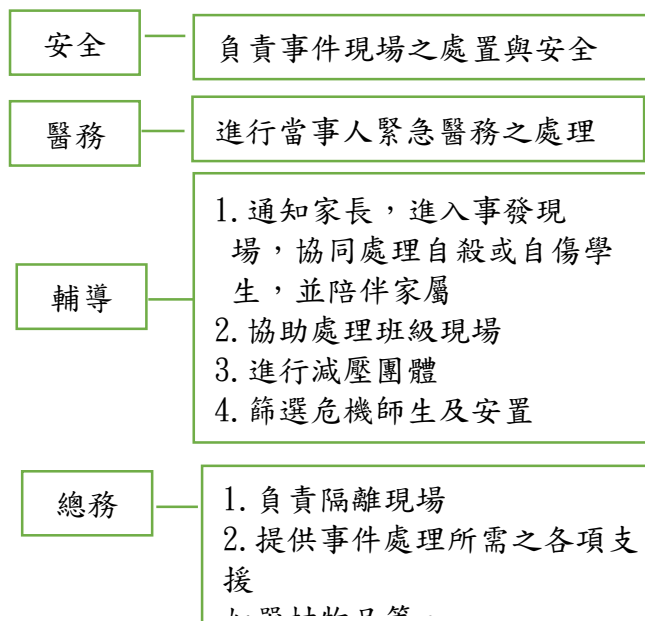 安全
負責事件現場之處置與安全
醫務
進行當事人緊急醫務之處理
輔導
1.通知家長，進入事發現
場，協同處理自殺或自傷學
生，並陪伴家屬
2.協助處理班級現場
3.進行減壓團體
4.篩選危機師生及安置
總務
1.負責隔離現場
2.提供事件處理所需之各項支
援